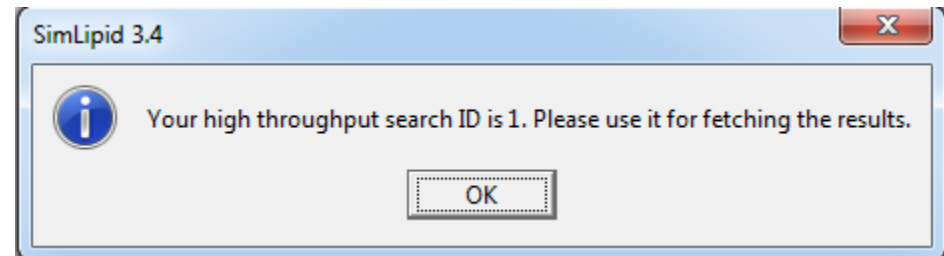 SimLipid 3.4
Your high throughput search ID is 1. Please use it for fetching the results.
OK